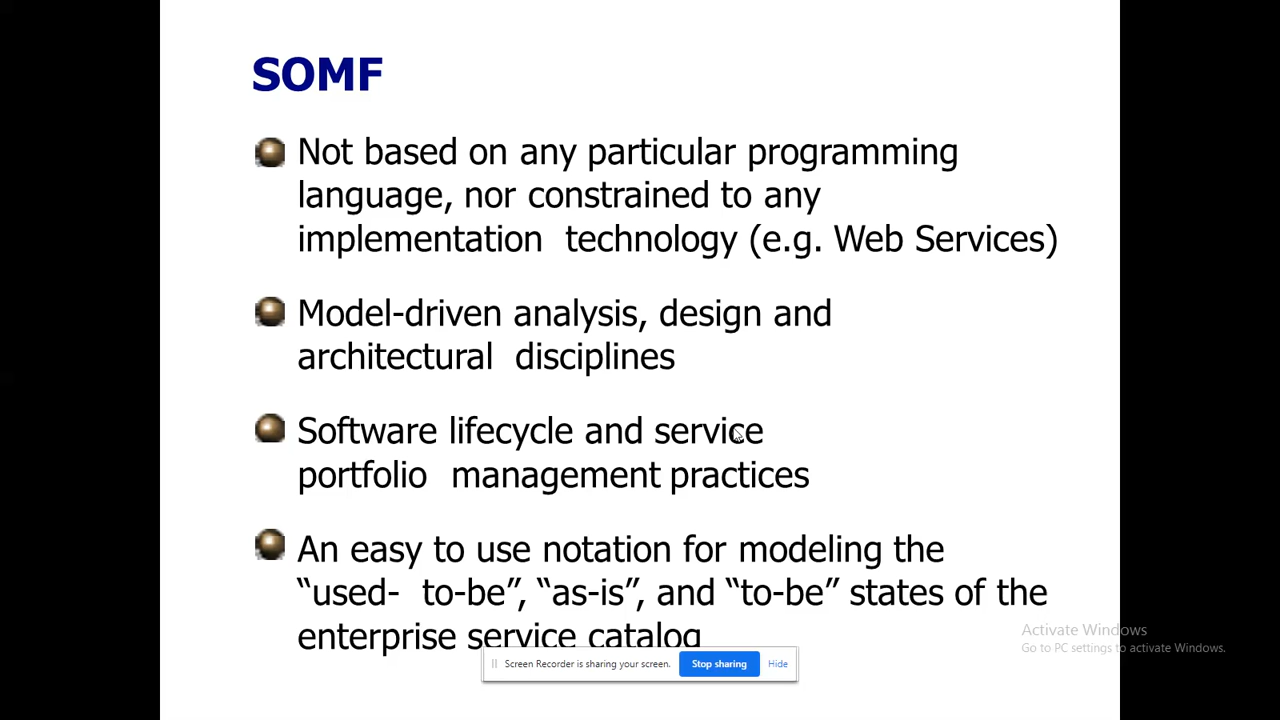 SOMF
Not based on any particular programming
language, nor constrained to any
implementation technology (e.g. Web Services)
Model-driven analysis, design and
architectural disciplines
Software lifecycle and service
portfolio management practices
An easy to use notation for modeling the
“used- to-be”, “as-is”, and “to-be” states of the
enterprise service catalog
Activate Windows
Go to PC settings to activate Windows.
Screen Recorder is sharing your screen. Stop sharing Hide